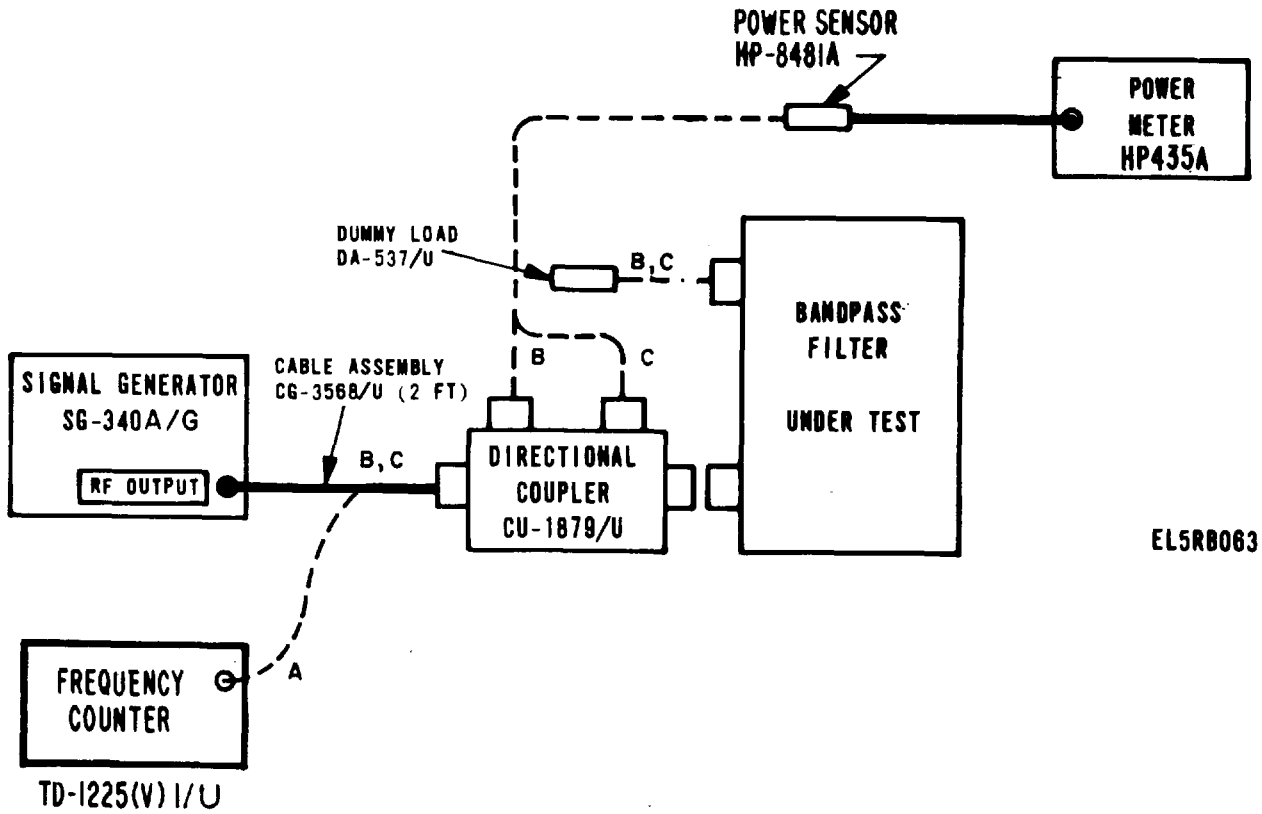 POWER SENSOR
HP-8481A
POWER
METER
HP435A
DUMMY LOAD
DA-537/U
B,C
BANDPASS
FILTER
UNDER TEST
B
C
SIGNAL GENERATOR
SG-340A/G
RF OUTPUT
CABLE ASSEMBLY
CG-3568/U (2 FT)
B,C
DIRECTIONAL
COUPLER
CU-1879/U
EL5RB063
A
FREQUENCY
COUNTER
TD-1225(V)1/U